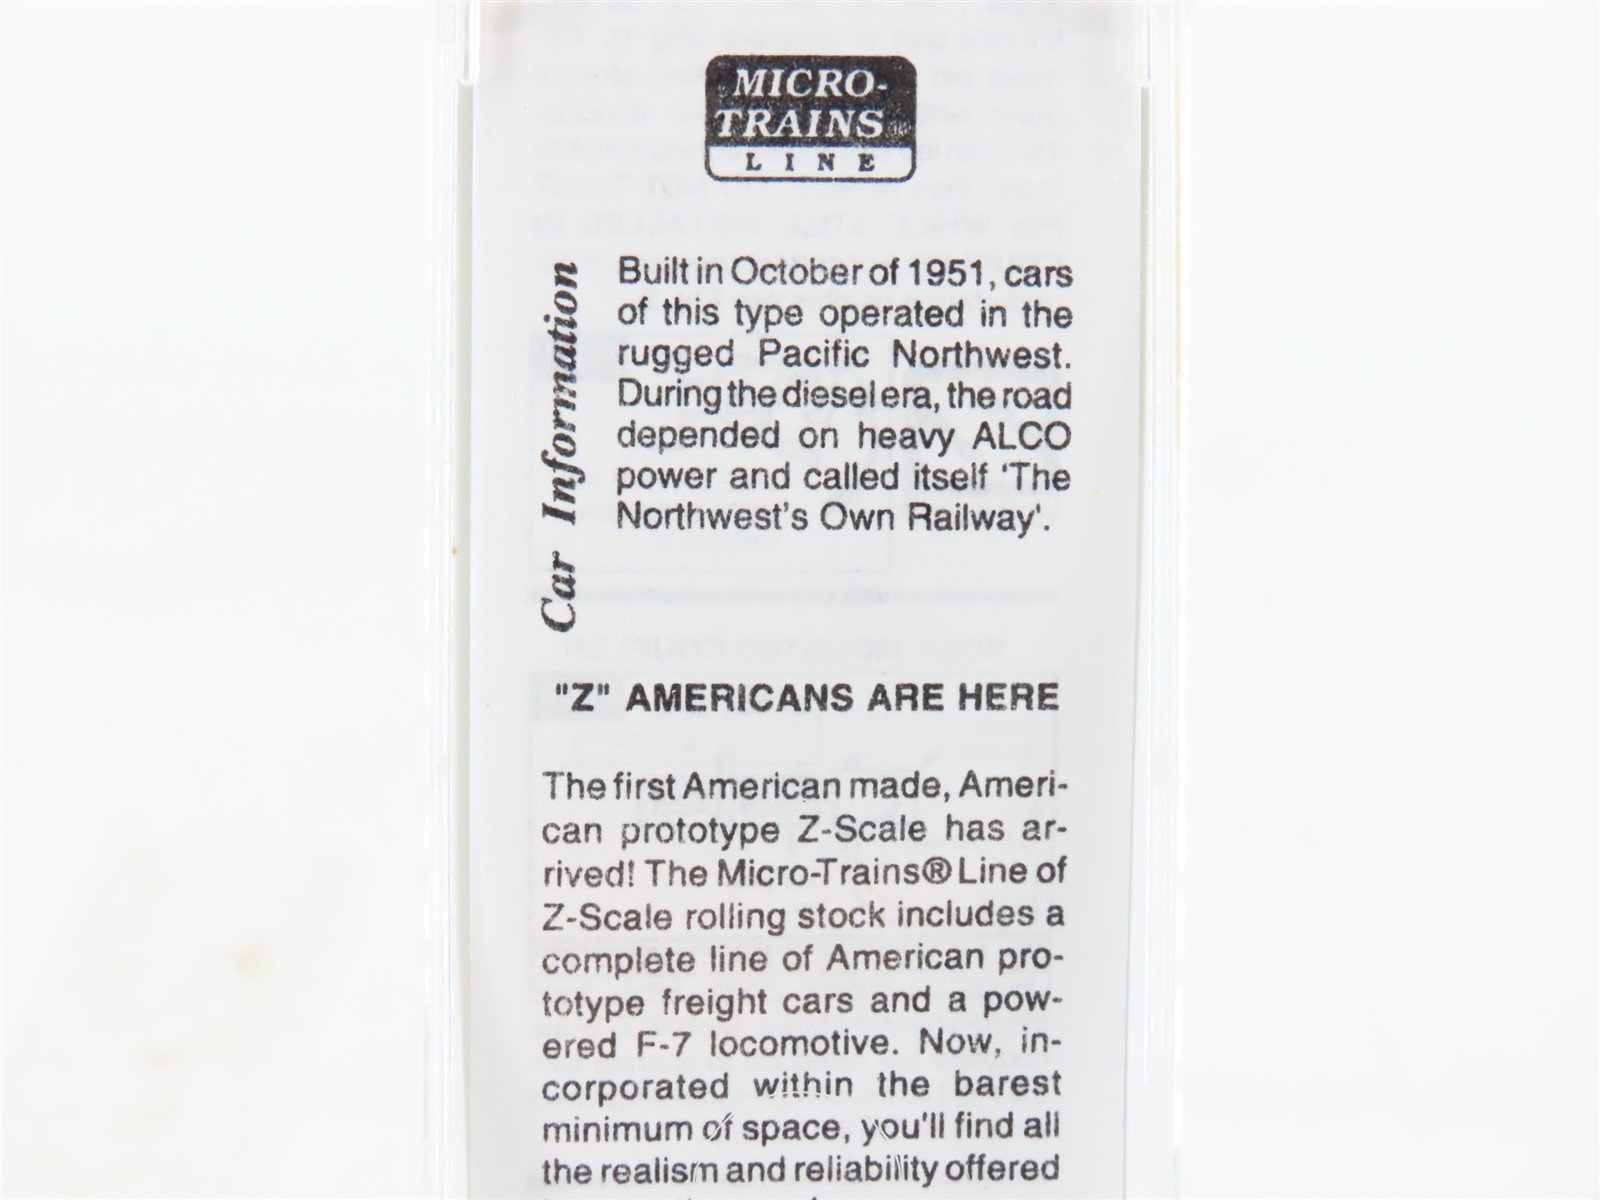 MICRO-
TRAINS
LINE
Car Information
Built in October of 1951, cars
of this type operated in the
rugged Pacific Northwest.
During the diesel era, the road
depended on heavy ALCO
power and called itself 'The
Northwest's Own Railway'.
"Z" AMERICANS ARE HERE
The first American made, Ameri-
can prototype Z-Scale has ar-
rived! The Micro-Trains® Line of
Z-Scale rolling stock includes a
complete line of American pro-
totype freight cars and a pow-
ered F-7 locomotive. Now, in-
corporated within the barest
minimum of space, you'll find all
the realism and reliability offered